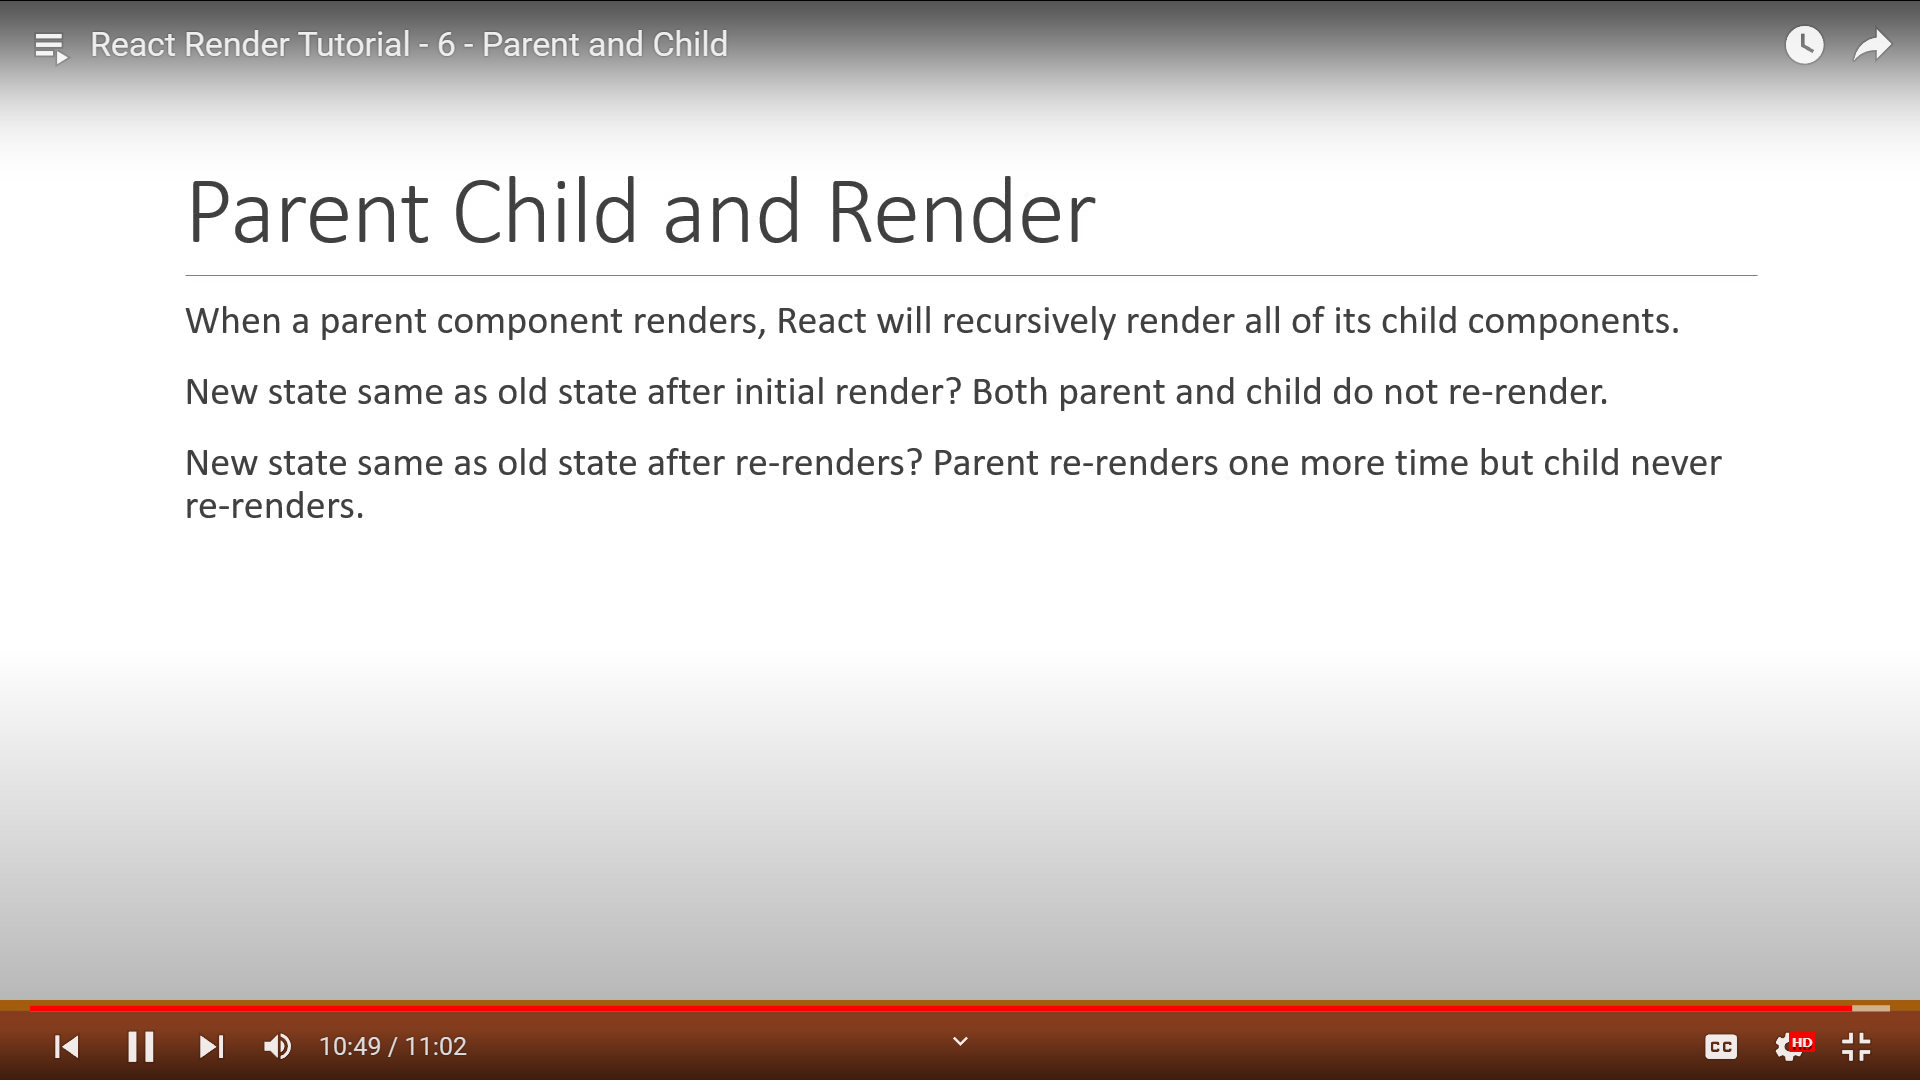 React Render Tutorial - 6 - Parent and Child
Parent Child and Render
When a parent component renders, React will recursively render all of its child components.
New state same as old state after initial render? Both parent and child do not re-render.
New state same as old state after re-renders? Parent re-renders one more time but child never
re-renders.
10:49 / 11:02
CC
HD